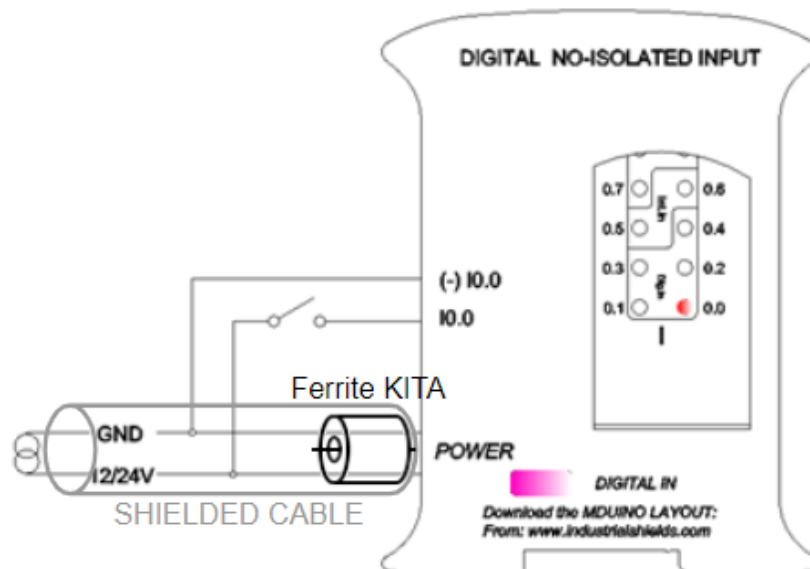 DIGITAL NO-ISOLATED INPUT
0.7 0.6
0.5 0.4
0.3 0.2
0.1 0.0
I
(-) I0.0
I0.0
Ferrite KITA
GND
12/24V
POWER
SHIELDED CABLE
DIGITAL IN
Download the MDUINO LAYOUT:
From: www.industrialshields.com